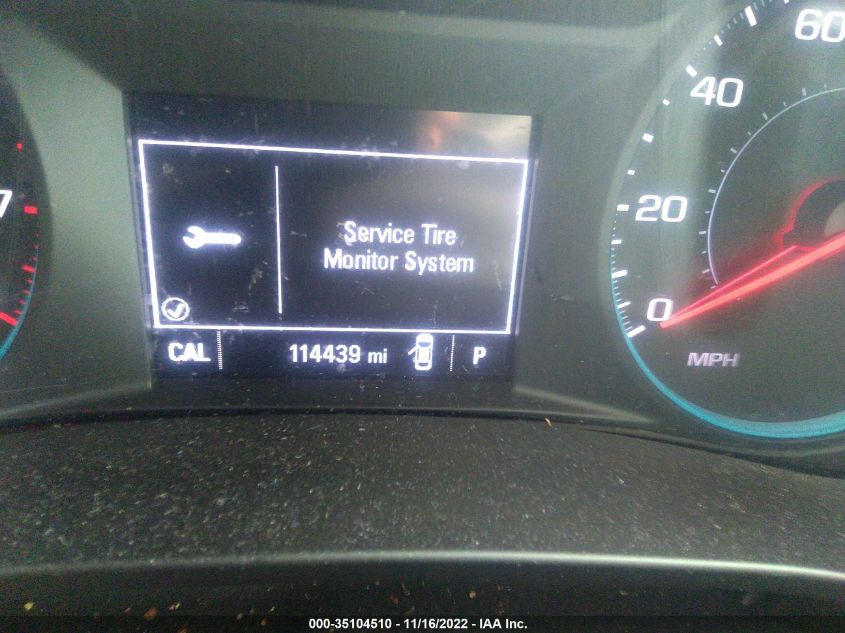 7
60
40
20
0
MPH
Service Tire
Monitor System
CAL 114439 mi P
000-35104510 - 11/16/2022 - IAA Inc.